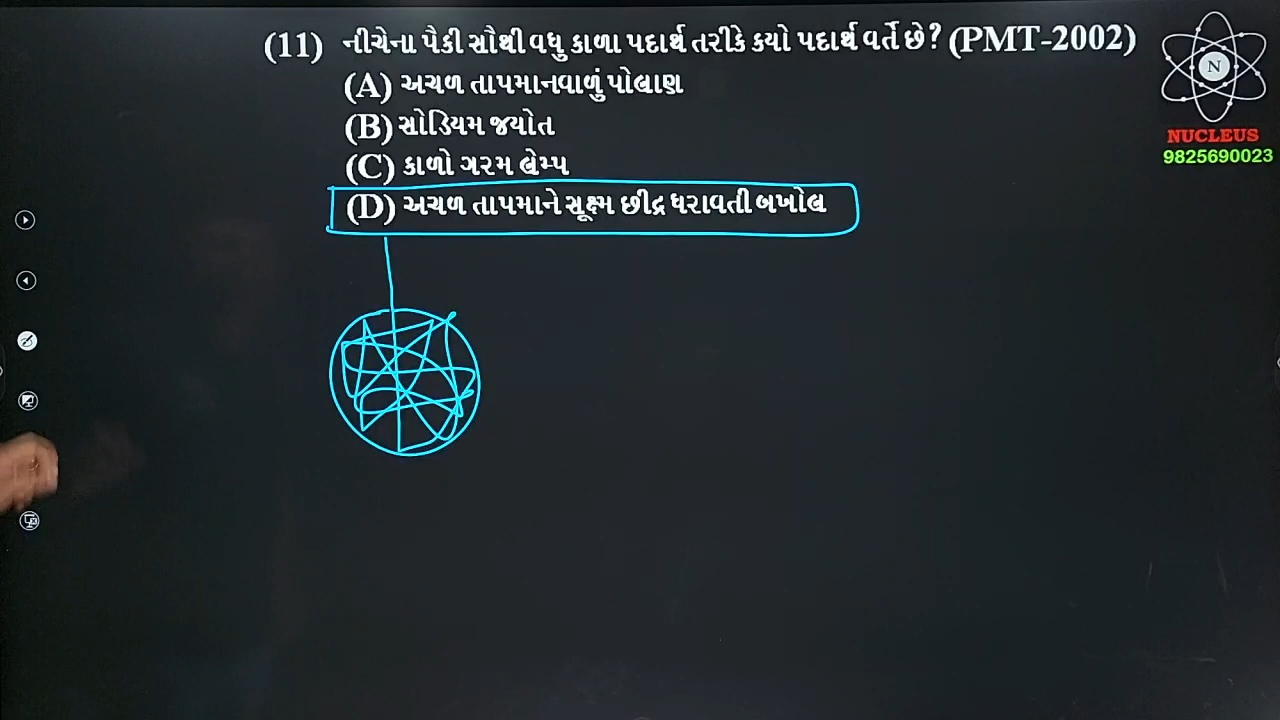 (11) નીચેના પૈકી સૌથી વધુ કાળા પદાર્થ તરીકે કયો પદાર્થ વર્તે છે? (PMT-2002)
(A) અચળ તાપમાનવાળું પોલાણ
(B) સોડિયમ જયોત
(C) કાળો ગરમ લેમ્પ
(D) અચળ તાપમાને સૂક્ષ્મ છીદ્ર ધરાવતી બખોલ
N
NUCLEUS
9825690023